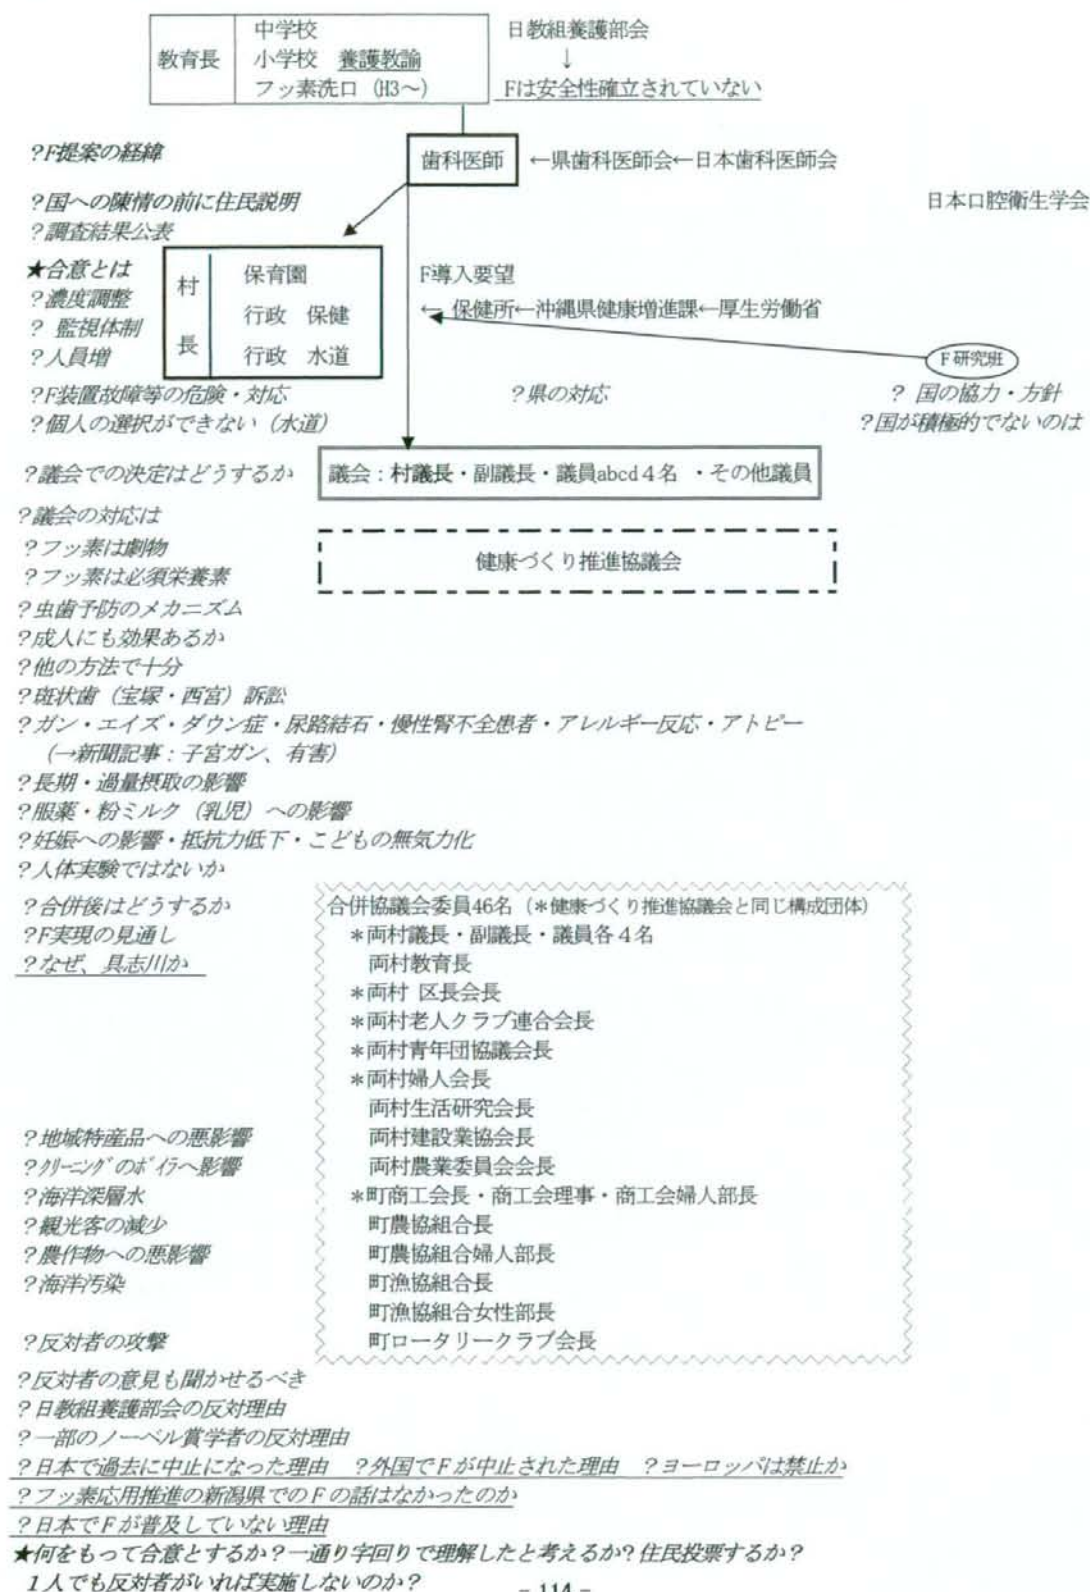 中学校
教育長 小学校 養護教諭
フッ素洗口 (H3～)
日教組養護部会
↓
Fは安全性確立されていない
?F提案の経緯
歯科医師 ←県歯科医師会←日本歯科医師会
?国への陳情の前に住民説明
日本口腔衛生学会
?調査結果公表
★合意とは
?濃度調整
? 監視体制
?人員増
村長
保育園
行政 保健
行政 水道
F導入要望
← 保健所←沖縄県健康増進課←厚生労働省
F研究班
?F装置故障等の危険・対応 ?県の対応 ? 国の協力・方針
?個人の選択ができない (水道) ?国が積極的でないのは
?議会での決定はどうするか 議会:村議長・副議長・議員abcd4名 ・その他議員
?議会の対応は
?フッ素は劇物
健康づくり推進協議会
?フッ素は必須栄養素
?虫歯予防のメカニズム
?成人にも効果あるか
?他の方法で十分
?斑状歯 (宝塚・西宮) 訴訟
?ガン・エイズ・ダウン症・尿路結石・慢性腎不全患者・アレルギー反応・アトピー
(→新聞記事:子宮ガン、有害)
?長期・過量摂取の影響
?服薬・粉ミルク (乳児) への影響
?妊娠への影響・抵抗力低下・こどもの無気力化
?人体実験ではないか
?合併後はどうするか
?F実現の見通し
?なぜ、具志川か
合併協議会委員46名 (*健康づくり推進協議会と同じ構成団体)
*両村議長・副議長・議員各4名
両村教育長
*両村 区長会長
*両村老人クラブ連合会長
*両村青年団協議会長
*両村婦人会長
両村生活研究会長
両村建設業協会長
両村農業委員会会長
*町商工会長・商工会理事・商工会婦人部長
町農協組合長
町農協組合婦人部長
町漁協組合長
町漁協組合女性部長
町ロータリークラブ会長
?地域特産品への悪影響
?クリーニングのボイラへ影響
?海洋深層水
?観光客の減少
?農作物への悪影響
?海洋汚染
?反対者の攻撃
?反対者の意見も聞かせるべき
?日教組養護部会の反対理由
?一部のノーベル賞学者の反対理由
?日本で過去に中止になった理由 ?外国でFが中止された理由 ?ヨーロッパは禁止か
?フッ素応用推進の新潟県でのFの話はなかったのか
?日本でFが普及していない理由
★何をもって合意とするか?一通り字回りで理解したと考えるか?住民投票するか?
1人でも反対者がいれば実施しないのか?
- 114 -